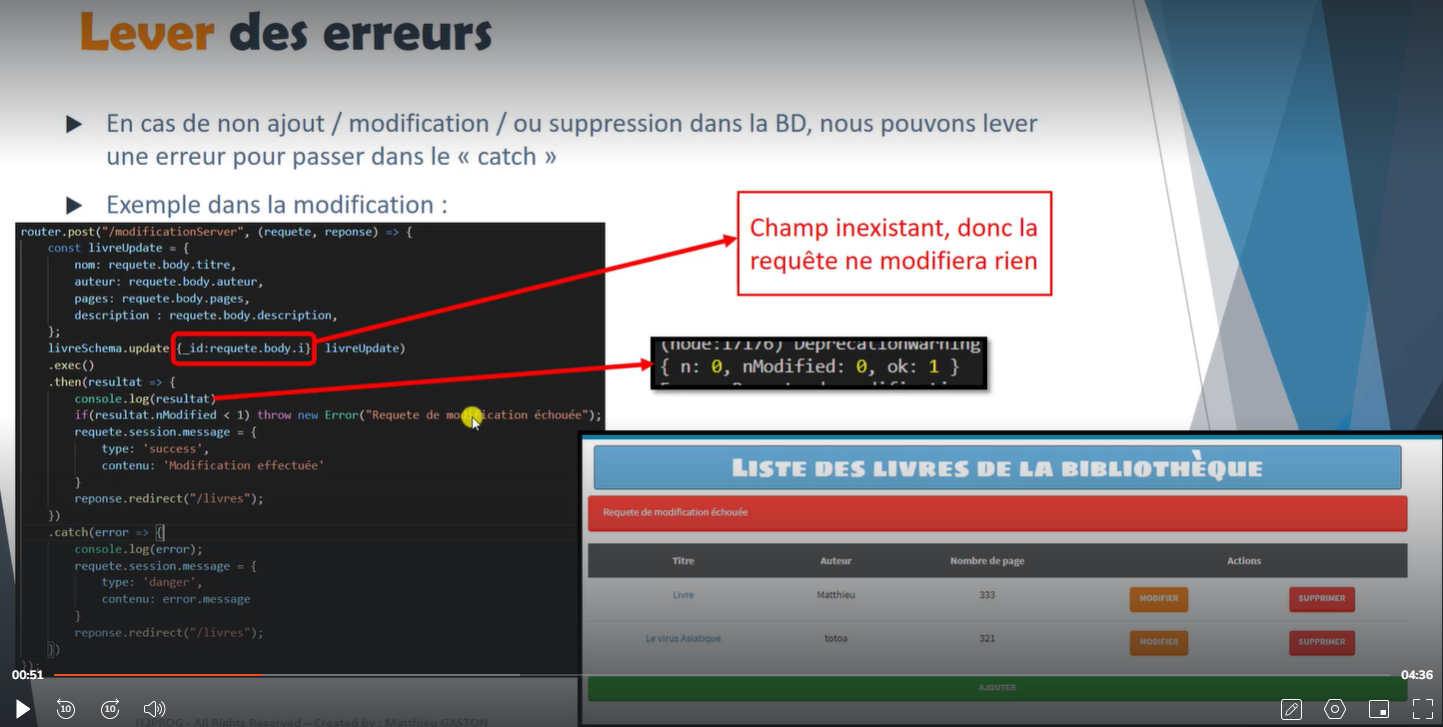 Lever des erreurs
En cas de non ajout / modification / ou suppression dans la BD, nous pouvons lever
une erreur pour passer dans le « catch »
Exemple dans la modification :
router.post("/modificationServer", (requete, reponse) => {
const livreUpdate = {
nom: requete.body.titre,
auteur: requete.body.auteur,
pages: requete.body.pages,
description : requete.body.description,
};
livreSchema.update {_id:requete.body.i} livreUpdate)
.exec()
.then(resultat => {
console.log(resultat)
if(resultat.nModified < 1) throw new Error("Requete de modification échouée");
requete.session.message = {
type: 'success',
contenu: 'Modification effectuée'
}
reponse.redirect("/livres");
})
.catch(error => {
console.log(error);
requete.session.message = {
type: 'danger',
contenu: error.message
}
reponse.redirect("/livres");
})
});
Champ inexistant, donc la
requête ne modifiera rien
(node:17176) DeprecationWarning
{ n: 0, nModified: 0, ok: 1 }
Liste des livres de la bibliothèque
Requete de modification échouée
Titre Auteur Nombre de page Actions
Livre Matthieu 333 MODIFIER SUPPRIMER
Le virus Asiatique totoa 321 MODIFIER SUPPRIMER
AJOUTER
00:51 04:36
10 10
H2PROG - All Rights Reserved – Created by : Matthieu GASTON